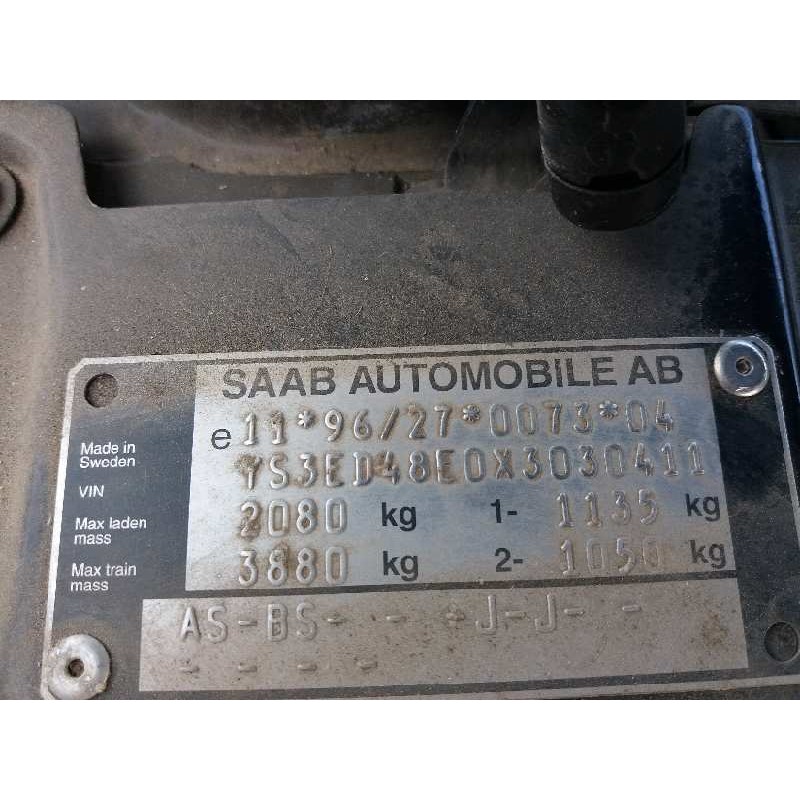 SAAB AUTOMOBILE AB
e 11*96/27*0073*04
Made in
Sweden
VIN YS3ED48E0X3030411
Max laden
mass 2080 kg 1- 1135 kg
Max train
mass 3880 kg 2- 1050 kg
AS-BS- - -J-J- -
- - - -